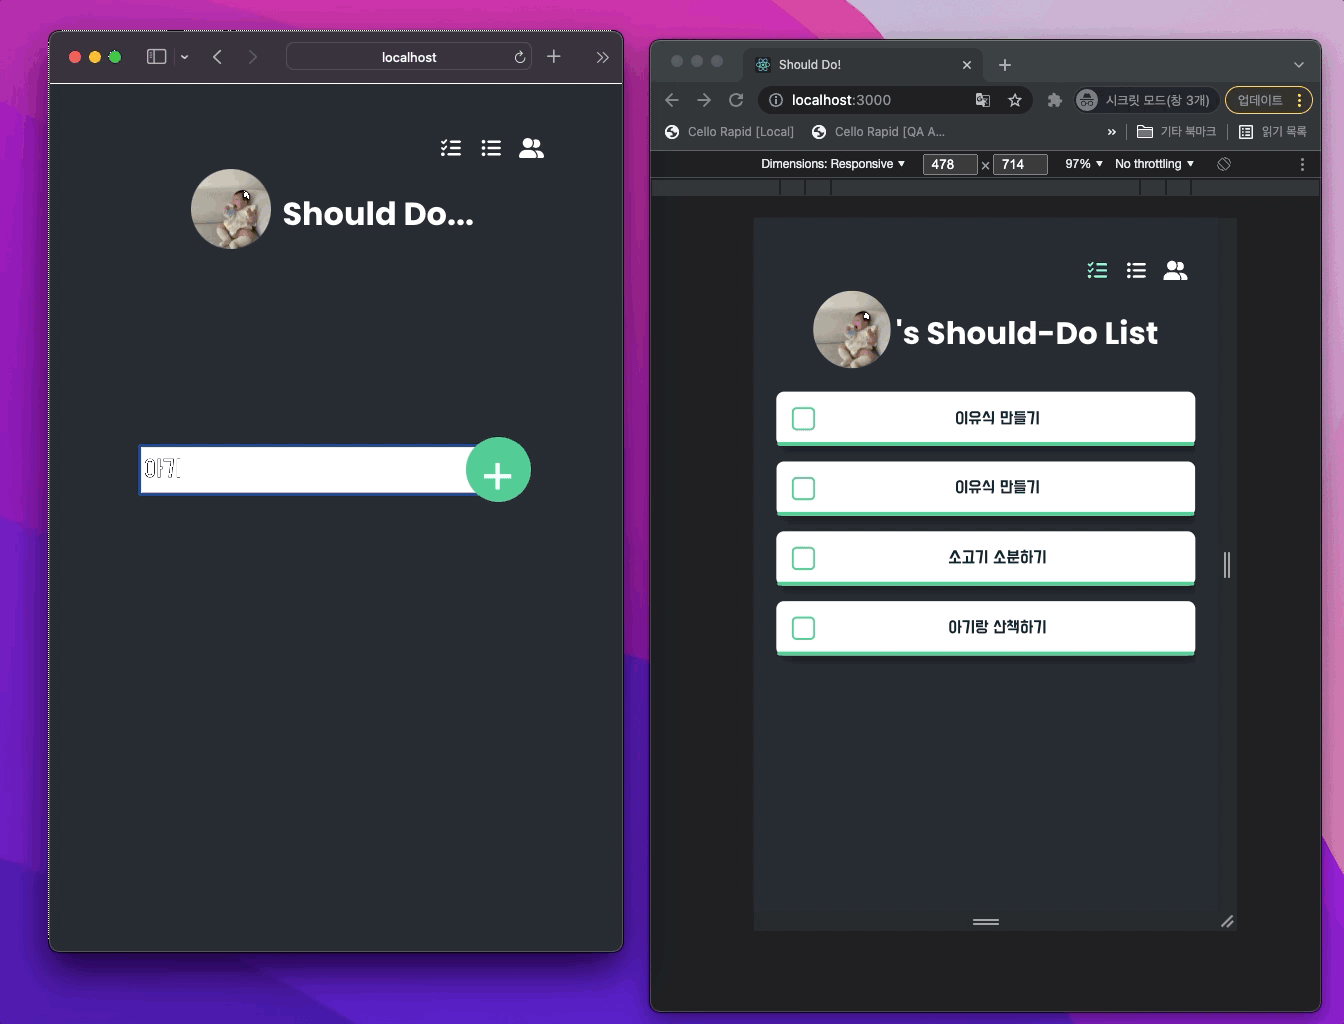 localhost
Should Do...
아기
Should Do!
localhost:3000
시크릿 모드(창 3개)
업데이트
Cello Rapid [Local]
Cello Rapid [QA A...
»
기타 북마크
읽기 목록
Dimensions: Responsive
478 × 714
97%
No throttling
's Should-Do List
이유식 만들기
이유식 만들기
소고기 소분하기
아기랑 산책하기